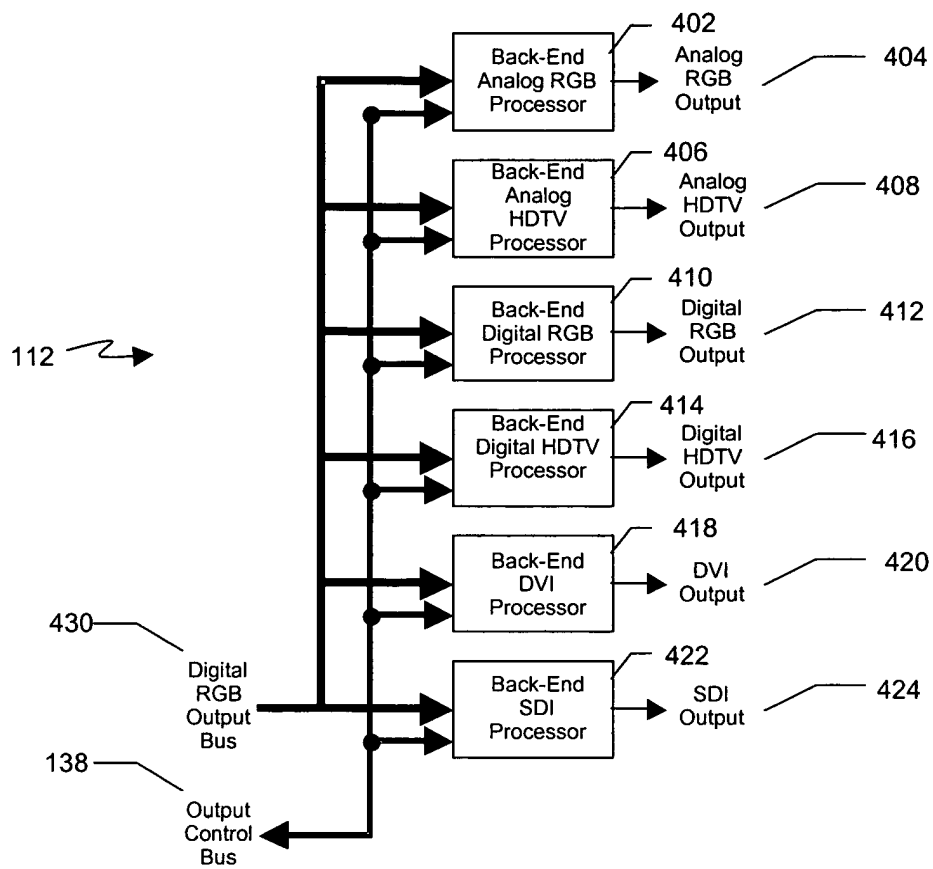 402
Back-End
Analog RGB
Processor
Analog
RGB
Output
404
406
Back-End
Analog
HDTV
Processor
Analog
HDTV
Output
408
410
Back-End
Digital RGB
Processor
Digital
RGB
Output
412
112
414
Back-End
Digital HDTV
Processor
Digital
HDTV
Output
416
418
Back-End
DVI
Processor
DVI
Output
420
430
Digital
RGB
Output
Bus
422
Back-End
SDI
Processor
SDI
Output
424
138
Output
Control
Bus